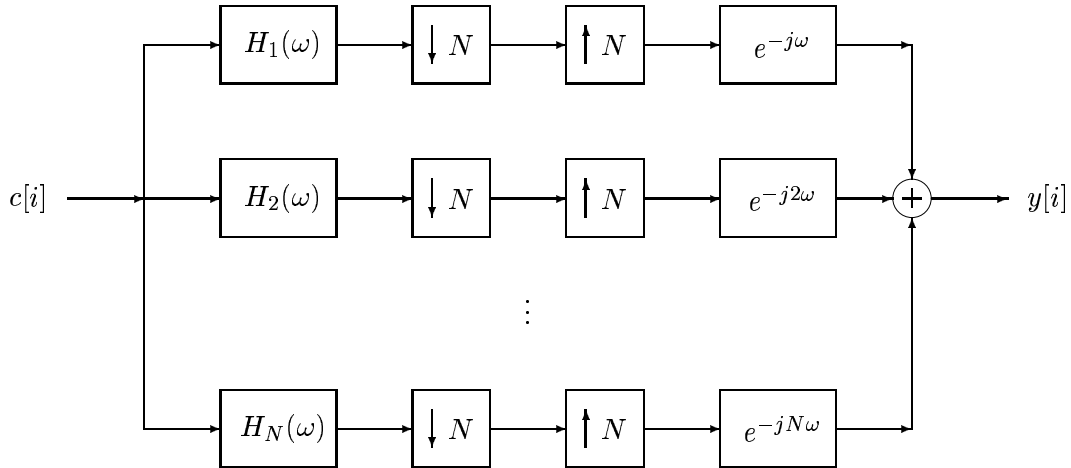 H_1(ω) ↓ N ↑ N e^{-jω}
c[i] H_2(ω) ↓ N ↑ N e^{-j2ω} + y[i]
⋮
H_N(ω) ↓ N ↑ N e^{-jNω}